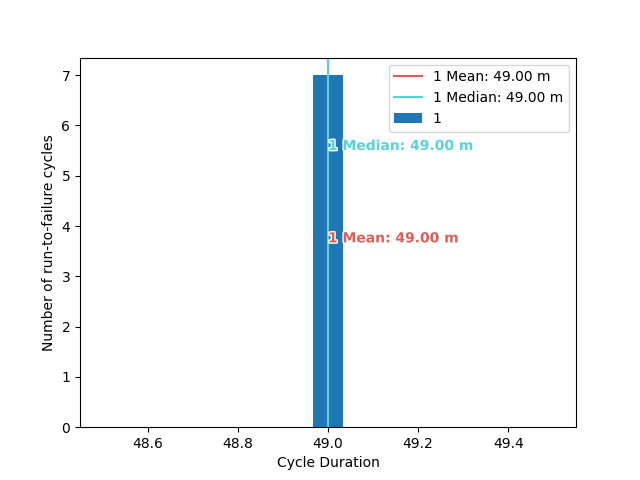 7
6
5
4
3
2
1
0
Number of run-to-failure cycles
1 Mean: 49.00 m
1 Median: 49.00 m
1
1 Median: 49.00 m
1 Mean: 49.00 m
48.6 48.8 49.0 49.2 49.4
Cycle Duration